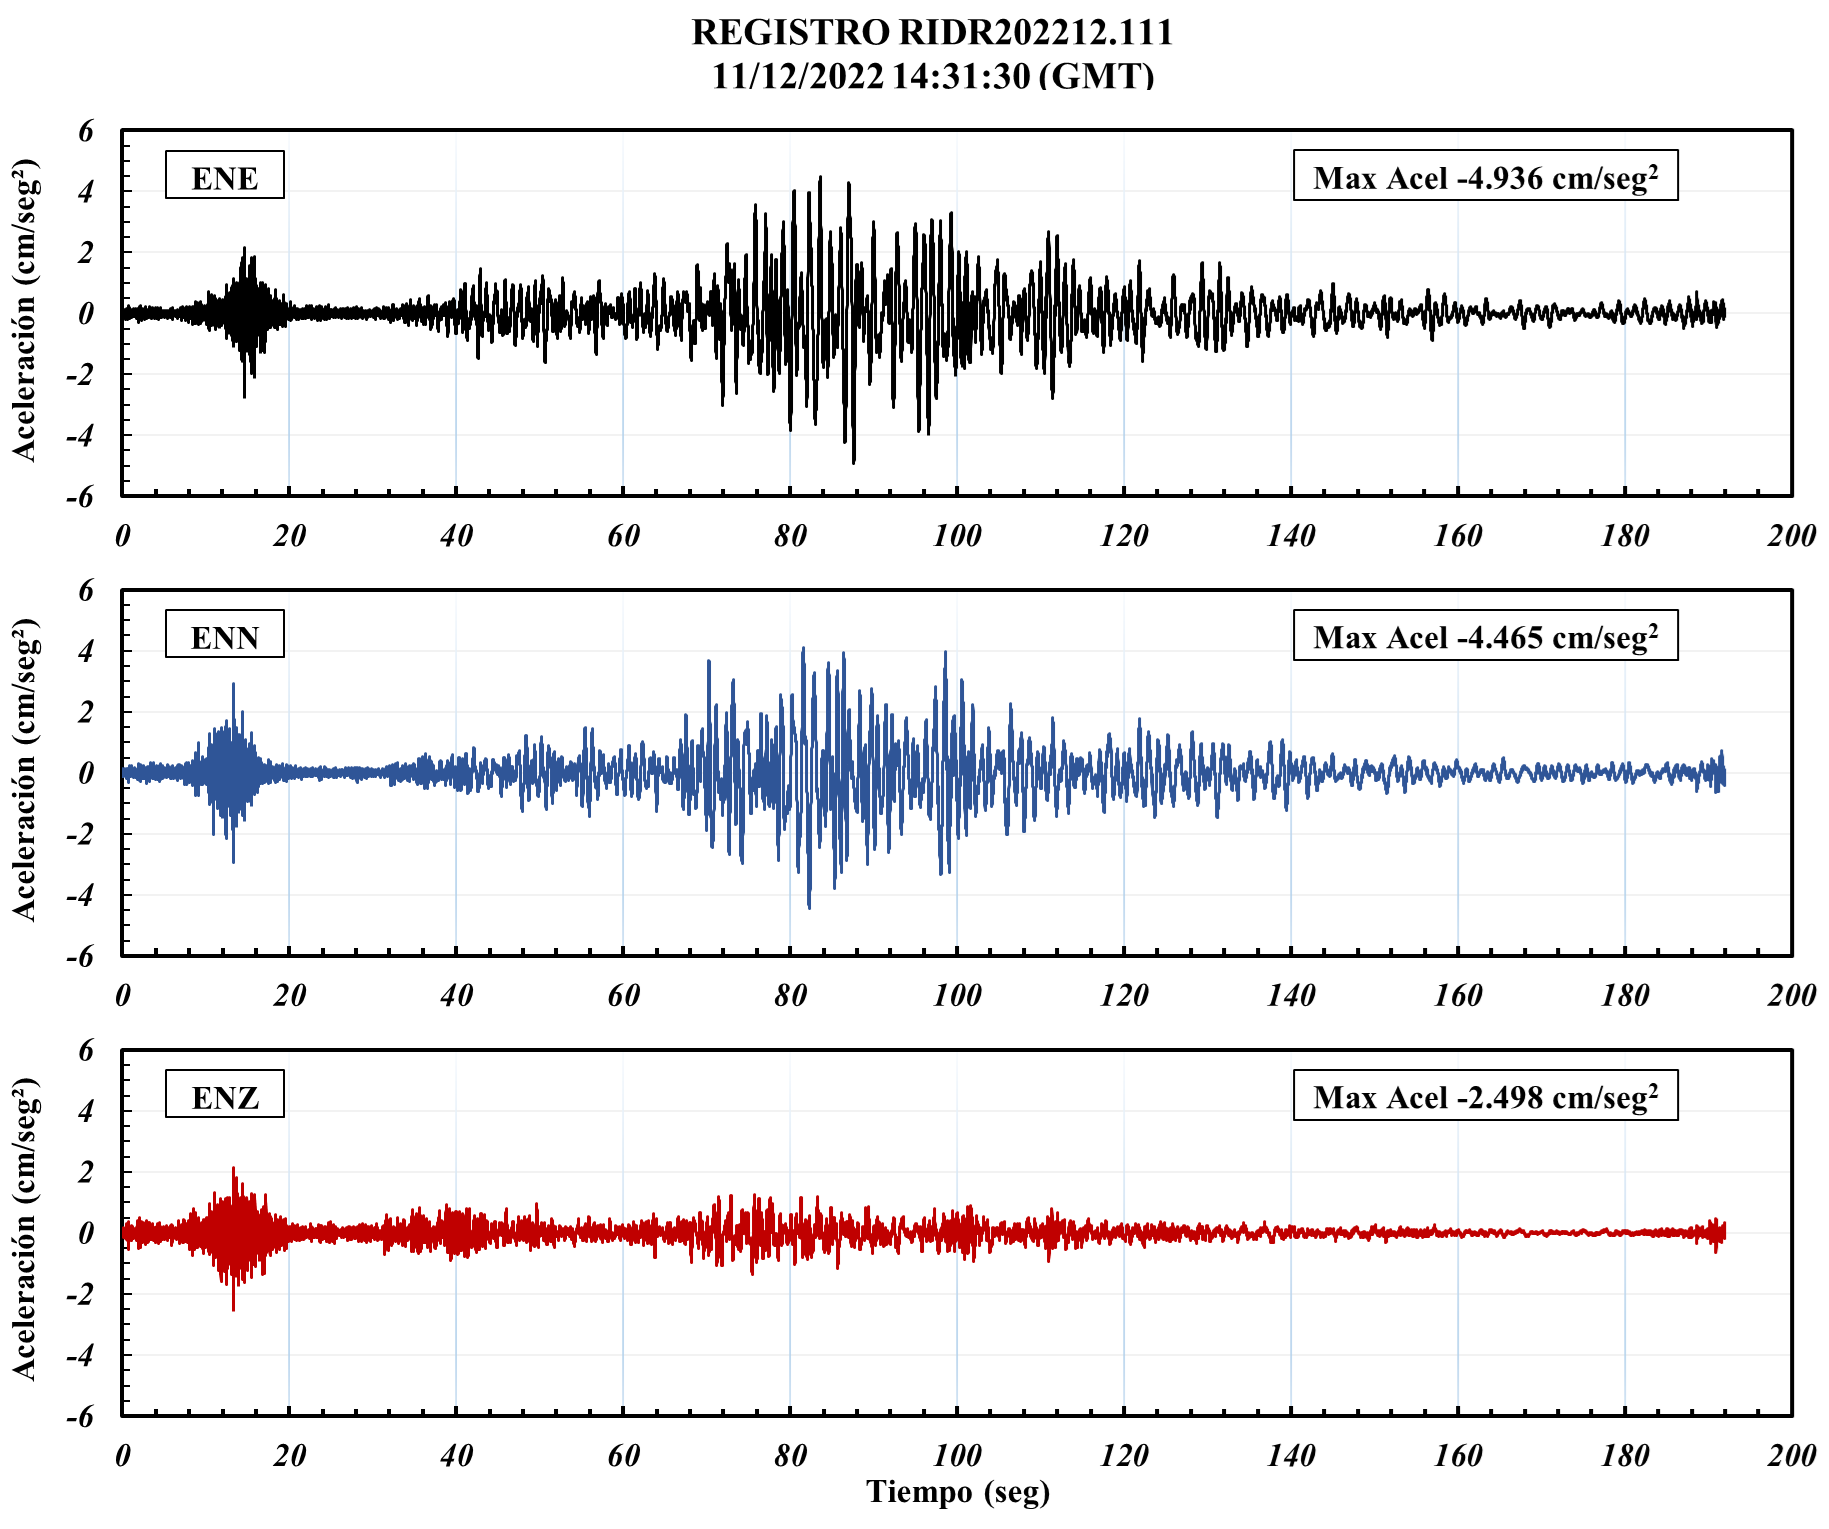 REGISTRO RIDR202212.111
11/12/2022 14:31:30 (GMT)
Aceleración (cm/seg²)
6
4
2
0
-2
-4
-6
ENE
Max Acel -4.936 cm/seg²
0 20 40 60 80 100 120 140 160 180 200
Aceleración (cm/seg²)
6
4
2
0
-2
-4
-6
ENN
Max Acel -4.465 cm/seg²
0 20 40 60 80 100 120 140 160 180 200
Aceleración (cm/seg²)
6
4
2
0
-2
-4
-6
ENZ
Max Acel -2.498 cm/seg²
0 20 40 60 80 100 120 140 160 180 200
Tiempo (seg)